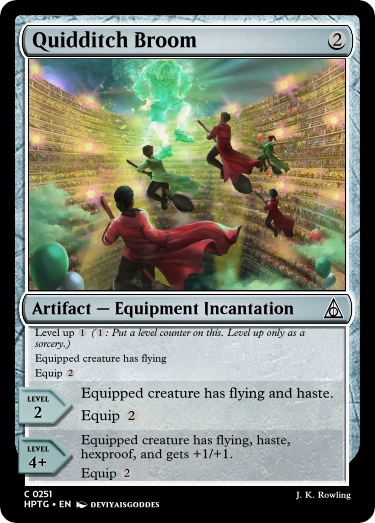 Quidditch Broom 2
Artifact — Equipment Incantation
Level up 1 (1: Put a level counter on this. Level up only as a
sorcery.)
Equipped creature has flying
Equip 2
LEVEL
2
Equipped creature has flying and haste.
Equip 2
LEVEL
4+
Equipped creature has flying, haste,
hexproof, and gets +1/+1.
Equip 2
C 0251
HPTG • EN DEVIYAISGODDES
J. K. Rowling